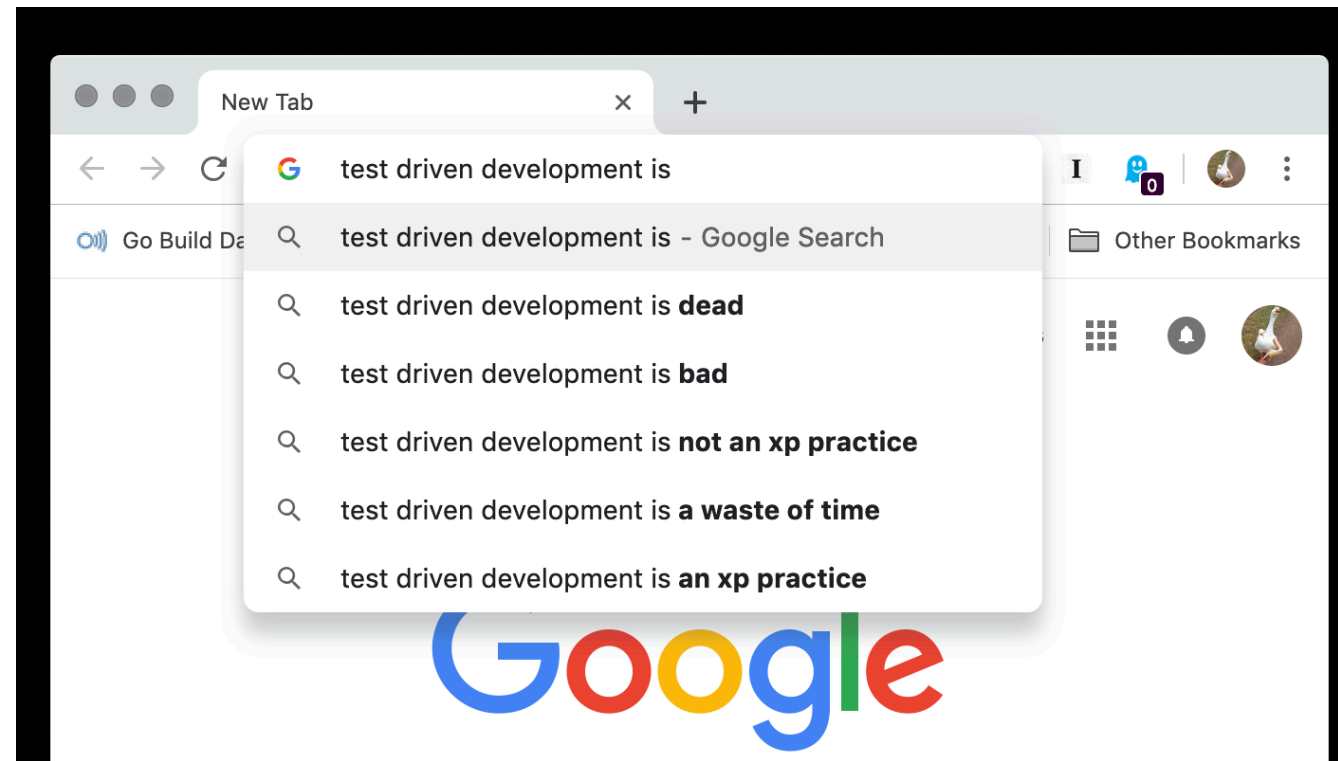 New Tab
test driven development is
I
0
Go Build Da
test driven development is - Google Search
Other Bookmarks
test driven development is dead
test driven development is bad
test driven development is not an xp practice
test driven development is a waste of time
test driven development is an xp practice
Google